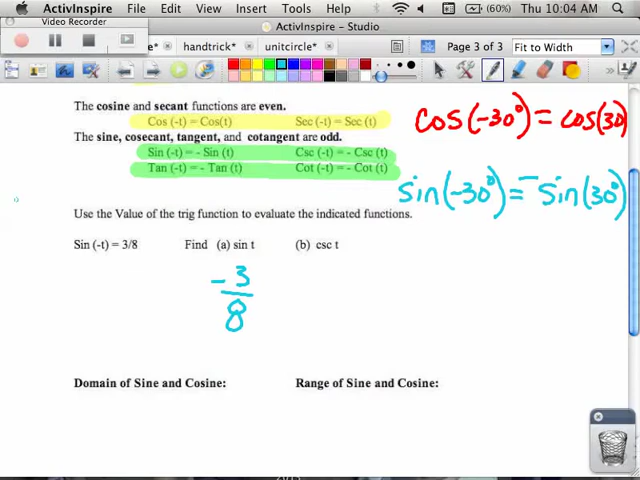 ActivInspire File Edit View Insert Tools Help (60%) Thu 10:04 AM
Video Recorder
ActivInspire - Studio
handtrick* unitcircle* Page 3 of 3 Fit to Width
The cosine and secant functions are even.
Cos (-t) = Cos(t) Sec (-t) = Sec (t)
cos(-30°) = cos(30)
The sine, cosecant, tangent, and cotangent are odd.
Sin (-t) = - Sin (t) Csc (-t) = - Csc (t)
Tan (-t) = - Tan (t) Cot (-t) = - Cot (t)
sin(-30°) = - sin(30°)
Use the Value of the trig function to evaluate the indicated functions.
Sin (-t) = 3/8 Find (a) sin t (b) csc t
-3
8
Domain of Sine and Cosine: Range of Sine and Cosine: